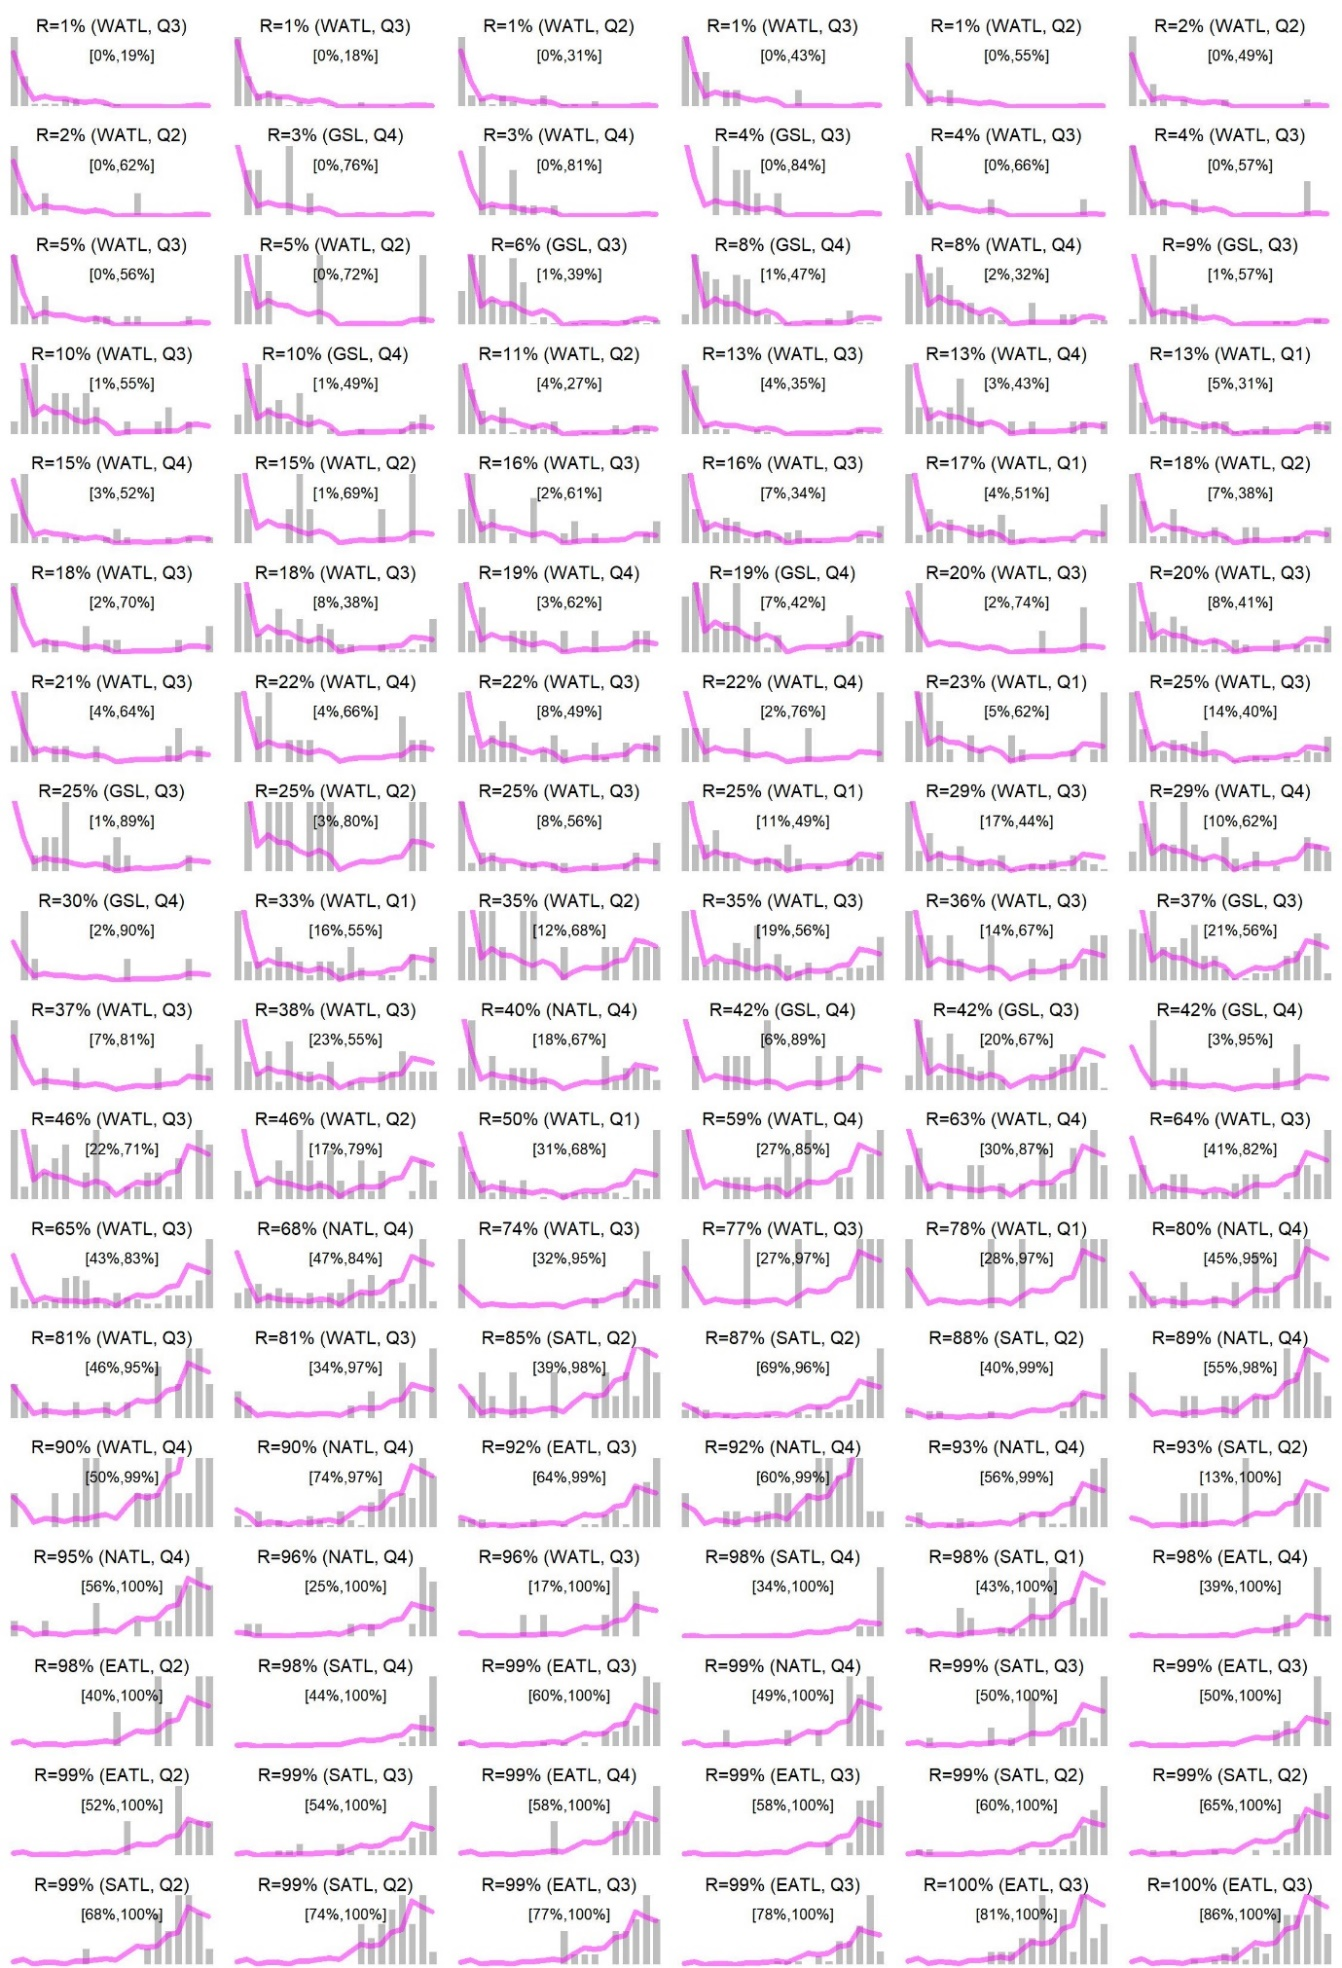 R=1% (WATL, Q3)
[0%,19%]
R=1% (WATL, Q3)
[0%,18%]
R=1% (WATL, Q2)
[0%,31%]
R=1% (WATL, Q3)
[0%,43%]
R=1% (WATL, Q2)
[0%,55%]
R=2% (WATL, Q2)
[0%,49%]
R=2% (WATL, Q2)
[0%,62%]
R=3% (GSL, Q4)
[0%,76%]
R=3% (WATL, Q4)
[0%,81%]
R=4% (GSL, Q3)
[0%,84%]
R=4% (WATL, Q3)
[0%,66%]
R=4% (WATL, Q3)
[0%,57%]
R=5% (WATL, Q3)
[0%,56%]
R=5% (WATL, Q2)
[0%,72%]
R=6% (GSL, Q3)
[1%,39%]
R=8% (GSL, Q4)
[1%,47%]
R=8% (WATL, Q4)
[2%,32%]
R=9% (GSL, Q3)
[1%,57%]
R=10% (WATL, Q3)
[1%,55%]
R=10% (GSL, Q4)
[1%,49%]
R=11% (WATL, Q2)
[4%,27%]
R=13% (WATL, Q3)
[4%,35%]
R=13% (WATL, Q4)
[3%,43%]
R=13% (WATL, Q1)
[5%,31%]
R=15% (WATL, Q4)
[3%,52%]
R=15% (WATL, Q2)
[1%,69%]
R=16% (WATL, Q3)
[2%,61%]
R=16% (WATL, Q3)
[7%,34%]
R=17% (WATL, Q1)
[4%,51%]
R=18% (WATL, Q2)
[7%,38%]
R=18% (WATL, Q3)
[2%,70%]
R=18% (WATL, Q3)
[8%,38%]
R=19% (WATL, Q4)
[3%,62%]
R=19% (GSL, Q4)
[7%,42%]
R=20% (WATL, Q3)
[2%,74%]
R=20% (WATL, Q3)
[8%,41%]
R=21% (WATL, Q3)
[4%,64%]
R=22% (WATL, Q4)
[4%,66%]
R=22% (WATL, Q3)
[8%,49%]
R=22% (WATL, Q4)
[2%,76%]
R=23% (WATL, Q1)
[5%,62%]
R=25% (WATL, Q3)
[14%,40%]
R=25% (GSL, Q3)
[1%,89%]
R=25% (WATL, Q2)
[3%,80%]
R=25% (WATL, Q3)
[8%,56%]
R=25% (WATL, Q1)
[11%,49%]
R=29% (WATL, Q3)
[17%,44%]
R=29% (WATL, Q4)
[10%,62%]
R=30% (GSL, Q4)
[2%,90%]
R=33% (WATL, Q1)
[16%,55%]
R=35% (WATL, Q2)
[12%,68%]
R=35% (WATL, Q3)
[19%,56%]
R=36% (WATL, Q3)
[14%,67%]
R=37% (GSL, Q3)
[21%,56%]
R=37% (WATL, Q3)
[7%,81%]
R=38% (WATL, Q3)
[23%,55%]
R=40% (NATL, Q4)
[18%,67%]
R=42% (GSL, Q4)
[6%,89%]
R=42% (GSL, Q3)
[20%,67%]
R=42% (GSL, Q4)
[3%,95%]
R=46% (WATL, Q3)
[22%,71%]
R=46% (WATL, Q2)
[17%,79%]
R=50% (WATL, Q1)
[31%,68%]
R=59% (WATL, Q4)
[27%,85%]
R=63% (WATL, Q4)
[30%,87%]
R=64% (WATL, Q3)
[41%,82%]
R=65% (WATL, Q3)
[43%,83%]
R=68% (NATL, Q4)
[47%,84%]
R=74% (WATL, Q3)
[32%,95%]
R=77% (WATL, Q3)
[27%,97%]
R=78% (WATL, Q1)
[28%,97%]
R=80% (NATL, Q4)
[45%,95%]
R=81% (WATL, Q3)
[46%,95%]
R=81% (WATL, Q3)
[34%,97%]
R=85% (SATL, Q2)
[39%,98%]
R=87% (SATL, Q2)
[69%,96%]
R=88% (SATL, Q2)
[40%,99%]
R=89% (NATL, Q4)
[55%,98%]
R=90% (WATL, Q4)
[50%,99%]
R=90% (NATL, Q4)
[74%,97%]
R=92% (EATL, Q3)
[64%,99%]
R=92% (NATL, Q4)
[60%,99%]
R=93% (NATL, Q4)
[56%,99%]
R=93% (SATL, Q2)
[13%,100%]
R=95% (NATL, Q4)
[56%,100%]
R=96% (NATL, Q4)
[25%,100%]
R=96% (WATL, Q3)
[17%,100%]
R=98% (SATL, Q4)
[34%,100%]
R=98% (SATL, Q1)
[43%,100%]
R=98% (EATL, Q4)
[39%,100%]
R=98% (EATL, Q2)
[40%,100%]
R=98% (SATL, Q4)
[44%,100%]
R=99% (EATL, Q3)
[60%,100%]
R=99% (NATL, Q4)
[49%,100%]
R=99% (SATL, Q3)
[50%,100%]
R=99% (EATL, Q3)
[50%,100%]
R=99% (EATL, Q2)
[52%,100%]
R=99% (SATL, Q3)
[54%,100%]
R=99% (EATL, Q4)
[58%,100%]
R=99% (EATL, Q3)
[58%,100%]
R=99% (SATL, Q2)
[60%,100%]
R=99% (SATL, Q2)
[65%,100%]
R=99% (SATL, Q2)
[68%,100%]
R=99% (SATL, Q2)
[74%,100%]
R=99% (EATL, Q3)
[77%,100%]
R=99% (EATL, Q3)
[78%,100%]
R=100% (EATL, Q3)
[81%,100%]
R=100% (EATL, Q3)
[86%,100%]